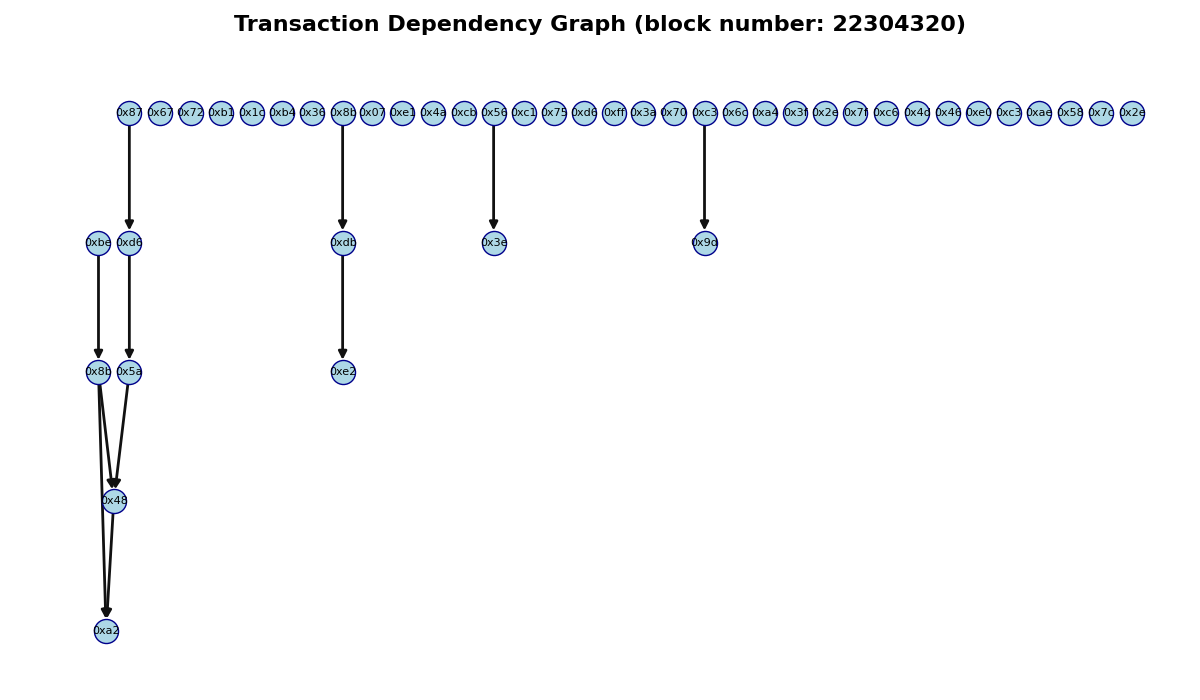 Transaction Dependency Graph (block number: 22304320)
0x87 0x67 0x72 0xb1 0x1c 0xb4 0x36 0x8b 0x07 0xe1 0x4a 0xcb 0x56 0xc1 0x75 0xd6 0xff 0x3a 0x70 0xc3 0x6c 0xa4 0x3f 0x2e 0x7f 0xc6 0x4d 0x46 0xe0 0xc3 0xae 0x58 0x7c 0x2e
0xbe 0xd6 0xdb 0x3e 0x9d
0x8b 0x5a 0xe2
0x48
0xa2